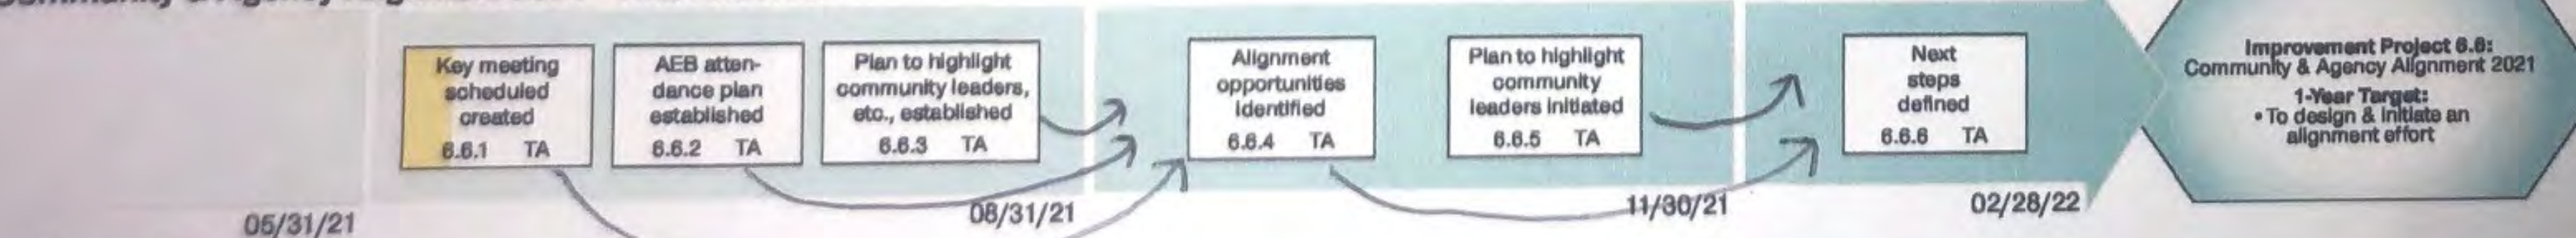 Key meeting
scheduled
created
6.6.1 TA
AEB atten-
dance plan
established
6.6.2 TA
Plan to highlight
community leaders,
etc., established
6.6.3 TA
Alignment
opportunities
identified
6.6.4 TA
Plan to highlight
community
leaders initiated
6.6.5 TA
Next
steps
defined
6.6.6 TA
Improvement Project 6.6:
Community & Agency Alignment 2021
1-Year Target:
• To design & initiate an
alignment effort
05/31/21
08/31/21
11/30/21
02/28/22